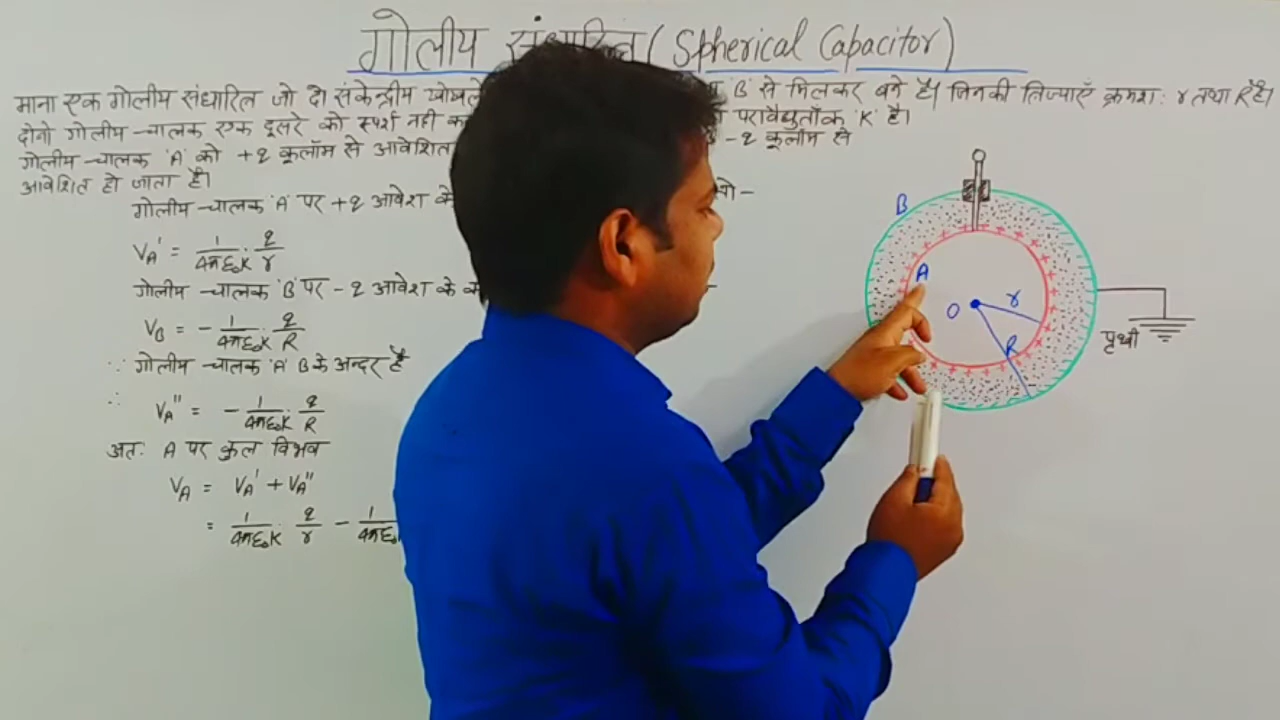 गोलीय संधारित्र ( Spherical Capacitor )
माना एक गोलीय संधारित्र जो दो संकेन्द्रीय खोखले 'B' से मिलकर बने है। जिनकी त्रिज्याएँ क्रमश: r तथा R है।
दोनो गोलीय चालक एक दूसरे को स्पर्श नही परावैद्युताँक 'K' है।
गोलीय चालक 'A' को +q कूलॉम से आवेशित -q कूलॉम से
आवेशित हो जाता है।
गोलीय चालक 'A' पर +q आवेश के -
V_A' = 1/4πε₀K · q/r
गोलीय चालक 'B' पर -q आवेश के
V_B = - 1/4πε₀K · q/R
∵ गोलीय चालक 'A' B के अन्दर है
∴ V_A'' = - 1/4πε₀K · q/R
अत: A पर कुल विभव
V_A = V_A' + V_A''
= 1/4πε₀K · q/r - 1/4πε₀
B
A
O
r
R
पृथ्वी